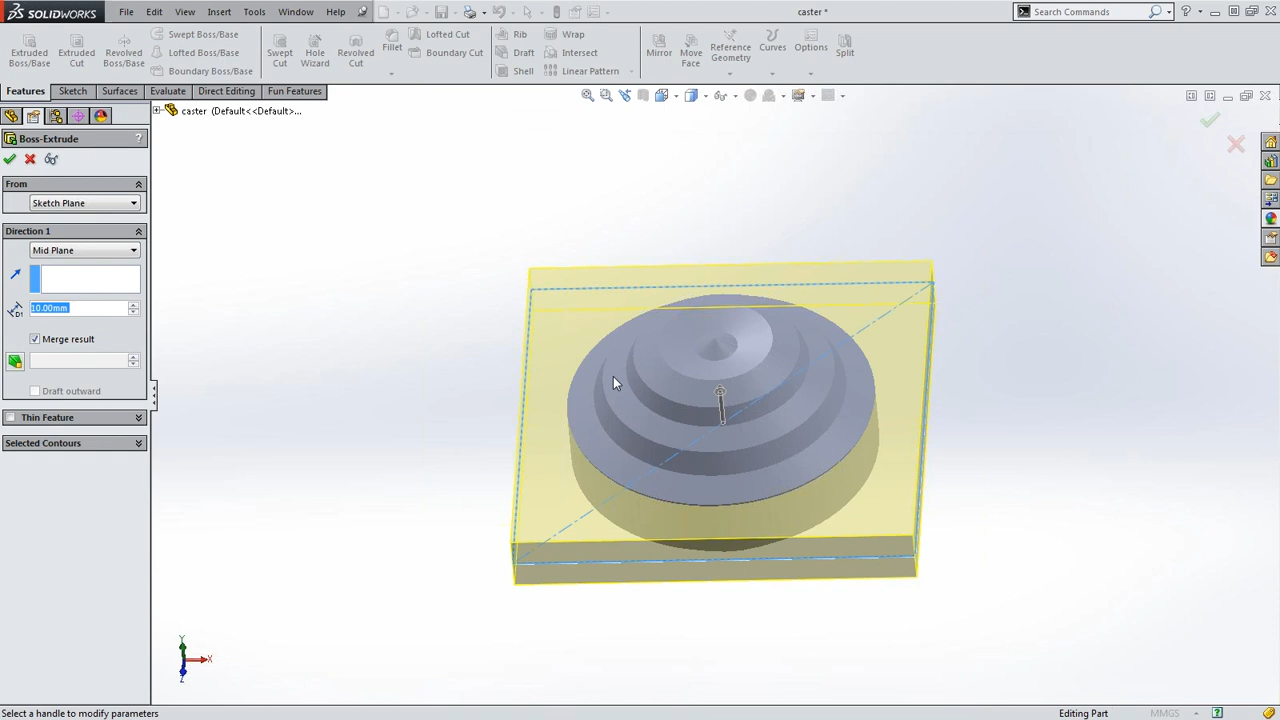 SOLIDWORKS File Edit View Insert Tools Window Help caster * Search Commands ?
Extruded Boss/Base Extruded Cut Revolved Boss/Base Swept Boss/Base Lofted Boss/Base Boundary Boss/Base Swept Cut Hole Wizard Revolved Cut Lofted Cut Boundary Cut Fillet Rib Draft Shell Wrap Intersect Linear Pattern Mirror Move Face Reference Geometry Curves Options Split
Features Sketch Surfaces Evaluate Direct Editing Fun Features
caster (Default<<Default>...
Boss-Extrude ?
From
Sketch Plane
Direction 1
Mid Plane
D1 10.00mm
Merge result
Draft outward
Thin Feature
Selected Contours
Y
X
Z
Select a handle to modify parameters Editing Part MMGS ?